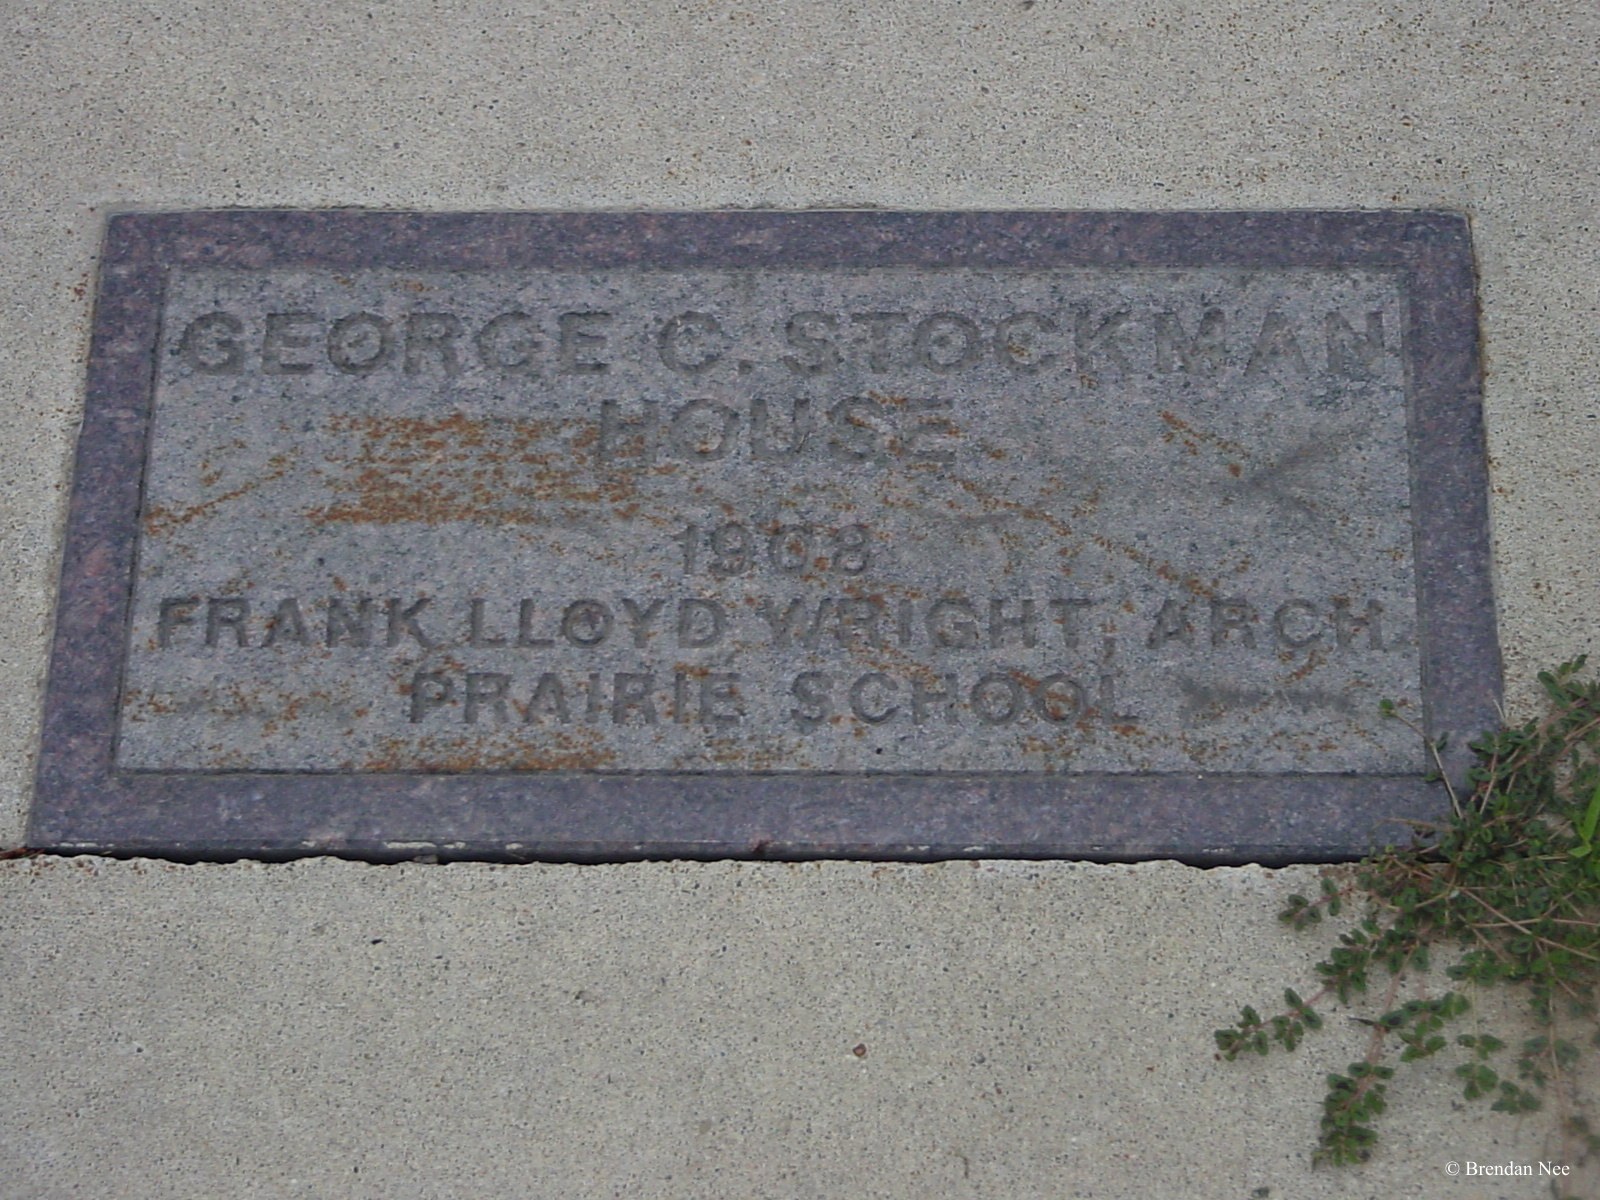 GEORGE C. STOCKMAN
HOUSE
1908
FRANK LLOYD WRIGHT, ARCH.
PRAIRIE SCHOOL
© Brendan Nee